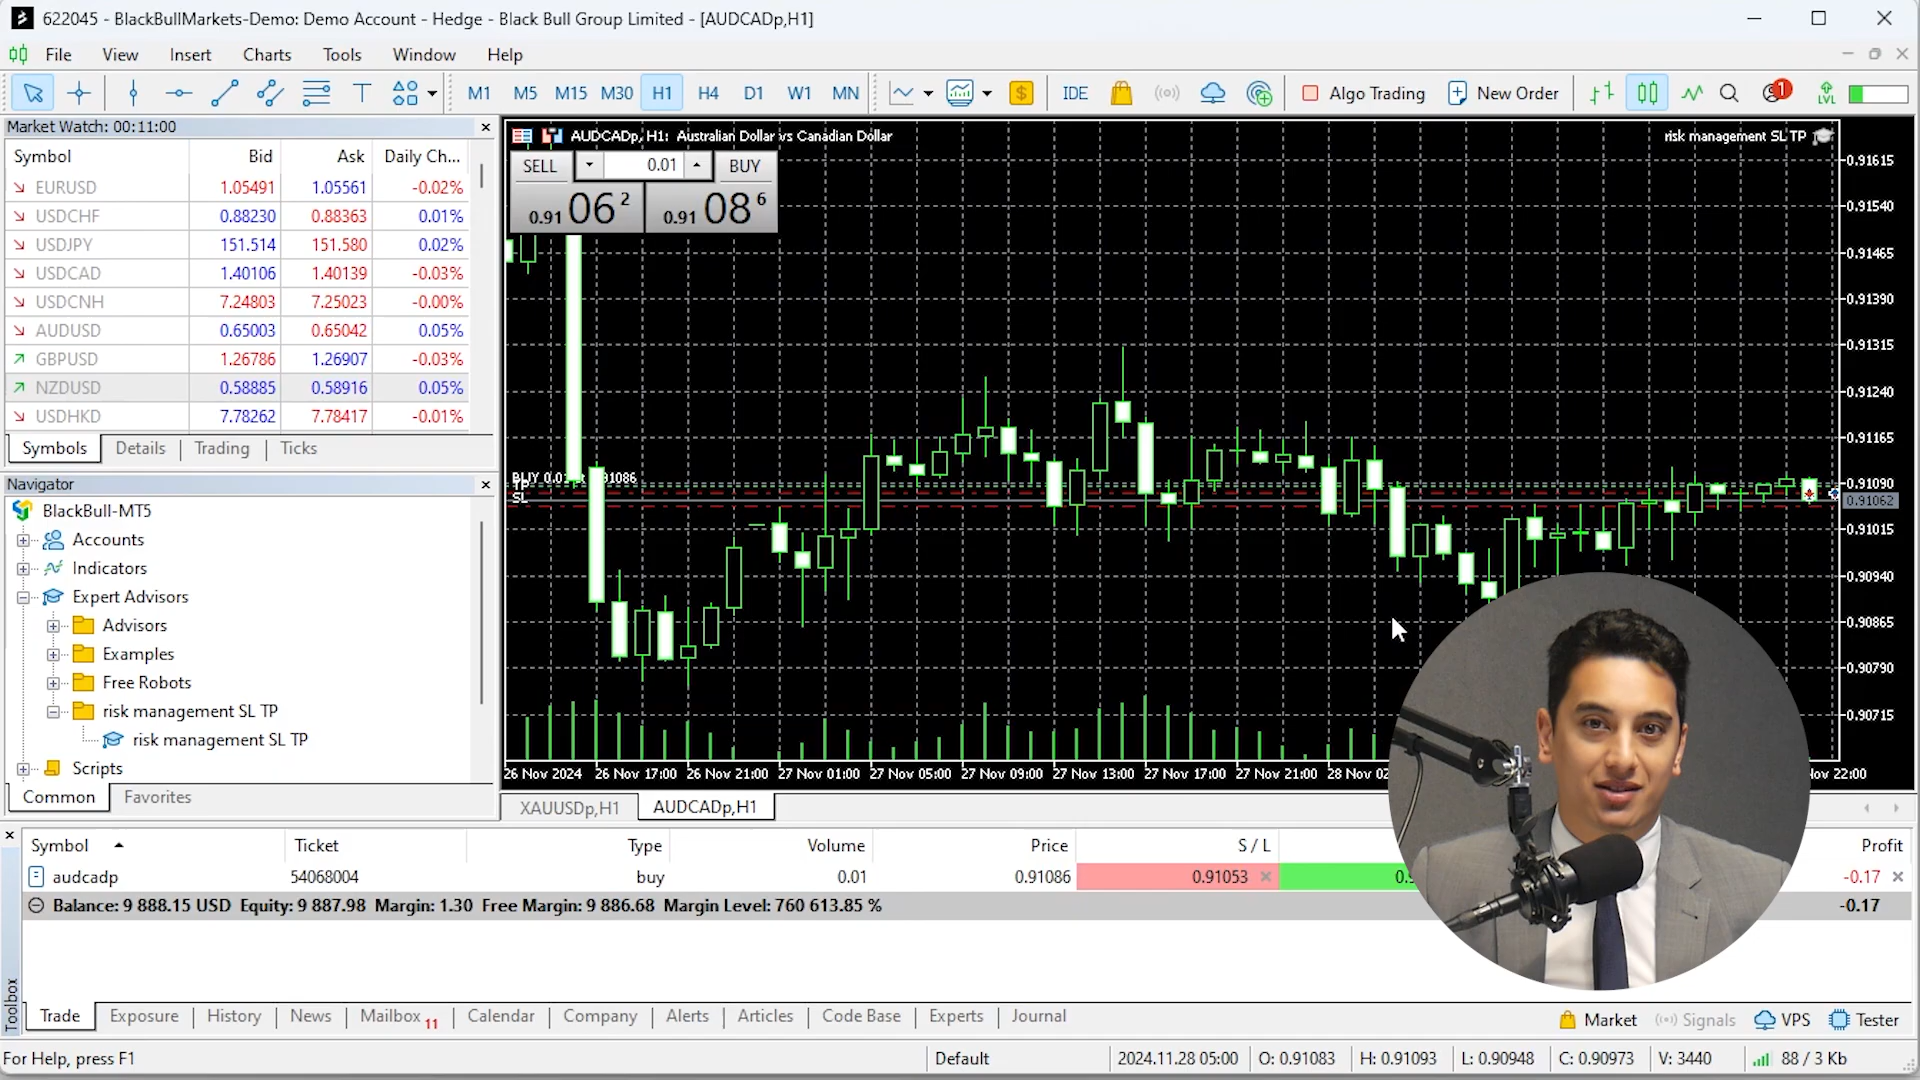 622045 - BlackBullMarkets-Demo: Demo Account - Hedge - Black Bull Group Limited - [AUDCADp,H1]
File View Insert Charts Tools Window Help
M1 M5 M15 M30 H1 H4 D1 W1 MN IDE Algo Trading New Order 1 LVL
Market Watch: 00:11:00
Symbol Bid Ask Daily Ch...
EURUSD 1.05491 1.05561 -0.02%
USDCHF 0.88230 0.88363 0.01%
USDJPY 151.514 151.580 0.02%
USDCAD 1.40106 1.40139 -0.03%
USDCNH 7.24803 7.25023 -0.00%
AUDUSD 0.65003 0.65042 0.05%
GBPUSD 1.26786 1.26907 -0.03%
NZDUSD 0.58885 0.58916 0.05%
USDHKD 7.78262 7.78417 -0.01%
Symbols Details Trading Ticks
Navigator
BlackBull-MT5
Accounts
Indicators
Expert Advisors
Advisors
Examples
Free Robots
risk management SL TP
risk management SL TP
Scripts
Common Favorites
AUDCADp, H1: Australian Dollar vs Canadian Dollar
risk management SL TP
SELL 0.01 BUY
0.91 06 2 0.91 08 6
BUY 0.01 91086
TP
SL
0.91615
0.91540
0.91465
0.91390
0.91315
0.91240
0.91165
0.91090
0.91062
0.91015
0.90940
0.90865
0.90790
0.90715
26 Nov 2024 26 Nov 17:00 26 Nov 21:00 27 Nov 01:00 27 Nov 05:00 27 Nov 09:00 27 Nov 13:00 27 Nov 17:00 27 Nov 21:00 28 Nov 22:00
XAUUSDp,H1 AUDCADp,H1
Symbol Ticket Type Volume Price S / L Profit
audcadp 54068004 buy 0.01 0.91086 0.91053 -0.17
Balance: 9 888.15 USD Equity: 9 887.98 Margin: 1.30 Free Margin: 9 886.68 Margin Level: 760 613.85 % -0.17
Toolbox
Trade Exposure History News Mailbox 11 Calendar Company Alerts Articles Code Base Experts Journal
Market Signals VPS Tester
For Help, press F1 Default 2024.11.28 05:00 O: 0.91083 H: 0.91093 L: 0.90948 C: 0.90973 V: 3440 88 / 3 Kb